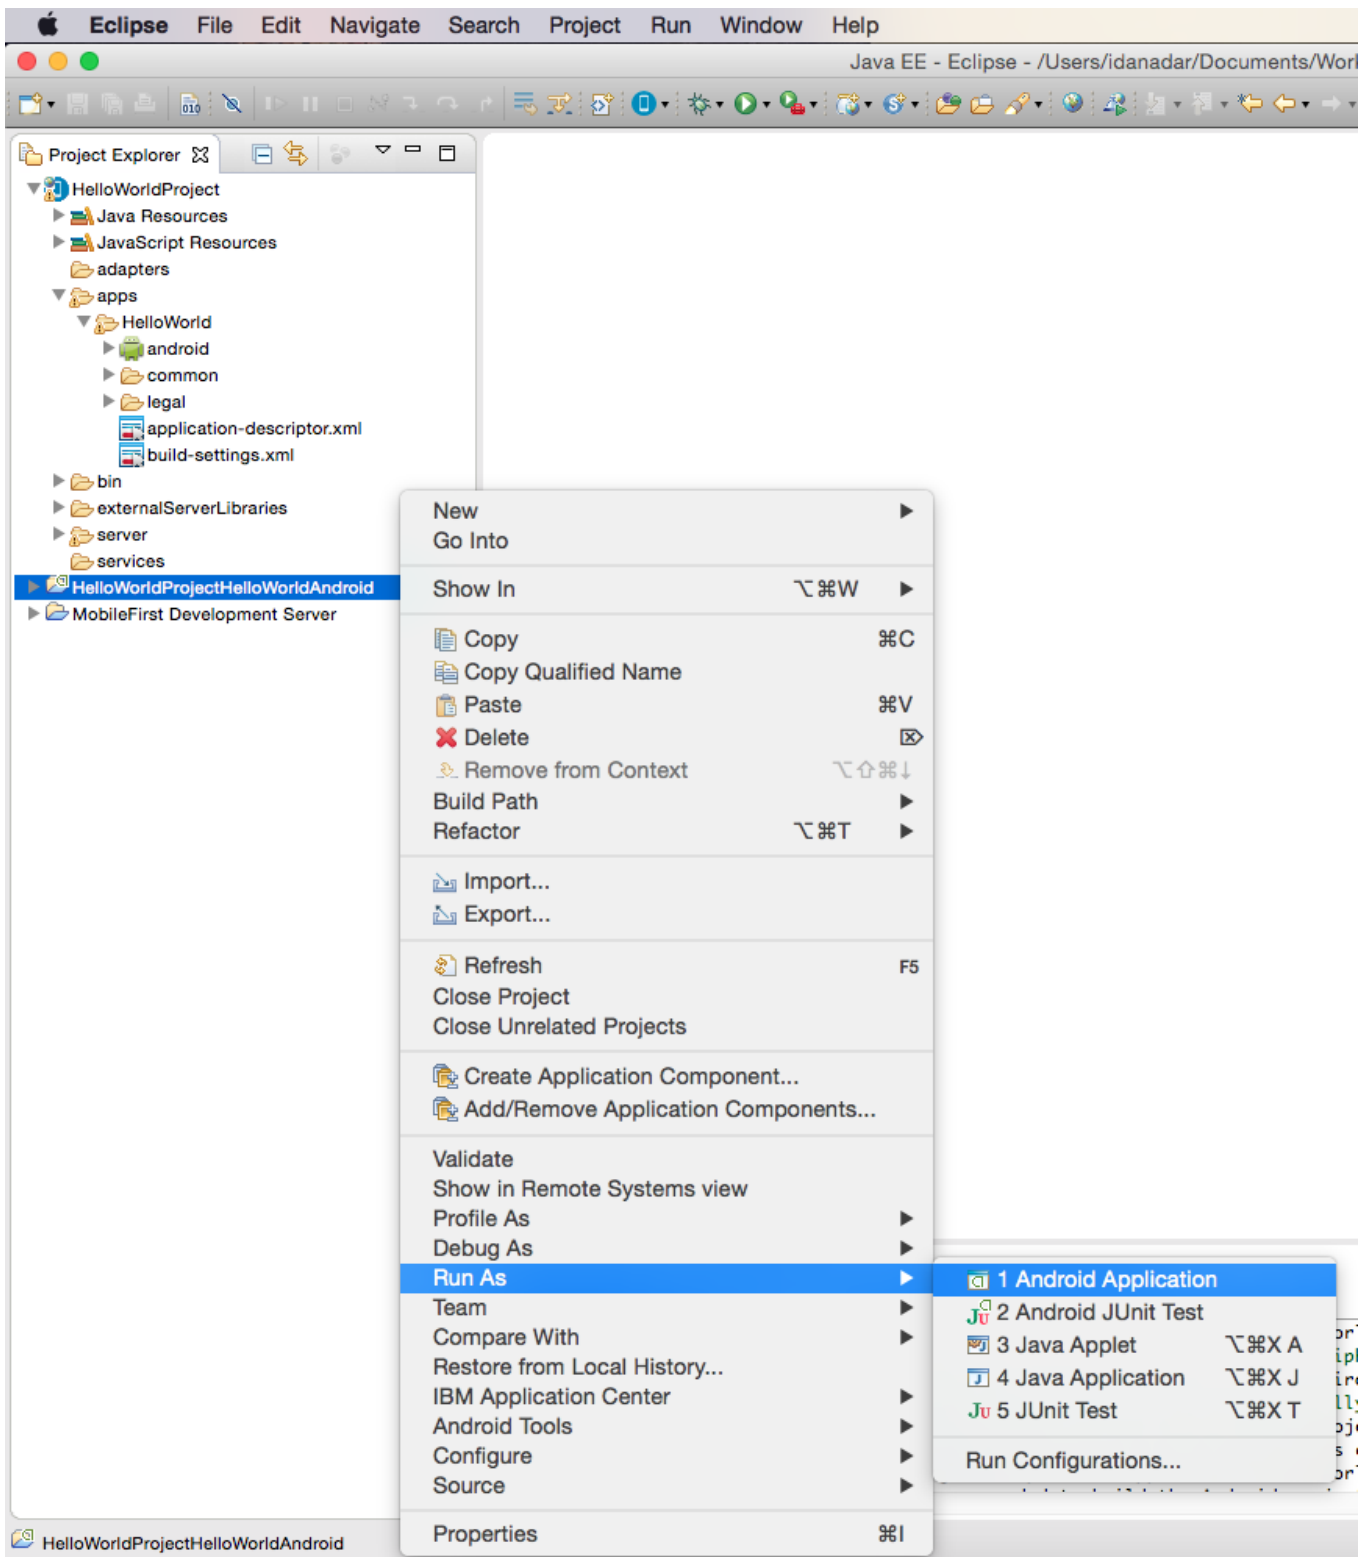 Eclipse File Edit Navigate Search Project Run Window Help
Java EE - Eclipse - /Users/idanadar/Documents/Worl
Project Explorer
HelloWorldProject
Java Resources
JavaScript Resources
adapters
apps
HelloWorld
android
common
legal
application-descriptor.xml
build-settings.xml
bin
externalServerLibraries
server
services
HelloWorldProjectHelloWorldAndroid
MobileFirst Development Server
New
Go Into
Show In ⌥⌘W
Copy ⌘C
Copy Qualified Name
Paste ⌘V
Delete ⌦
Remove from Context ⌥⇧⌘↓
Build Path
Refactor ⌥⌘T
Import...
Export...
Refresh F5
Close Project
Close Unrelated Projects
Create Application Component...
Add/Remove Application Components...
Validate
Show in Remote Systems view
Profile As
Debug As
Run As
Team
Compare With
Restore from Local History...
IBM Application Center
Android Tools
Configure
Source
Properties ⌘I
1 Android Application
2 Android JUnit Test
3 Java Applet ⌥⌘X A
4 Java Application ⌥⌘X J
5 JUnit Test ⌥⌘X T
Run Configurations...
HelloWorldProjectHelloWorldAndroid